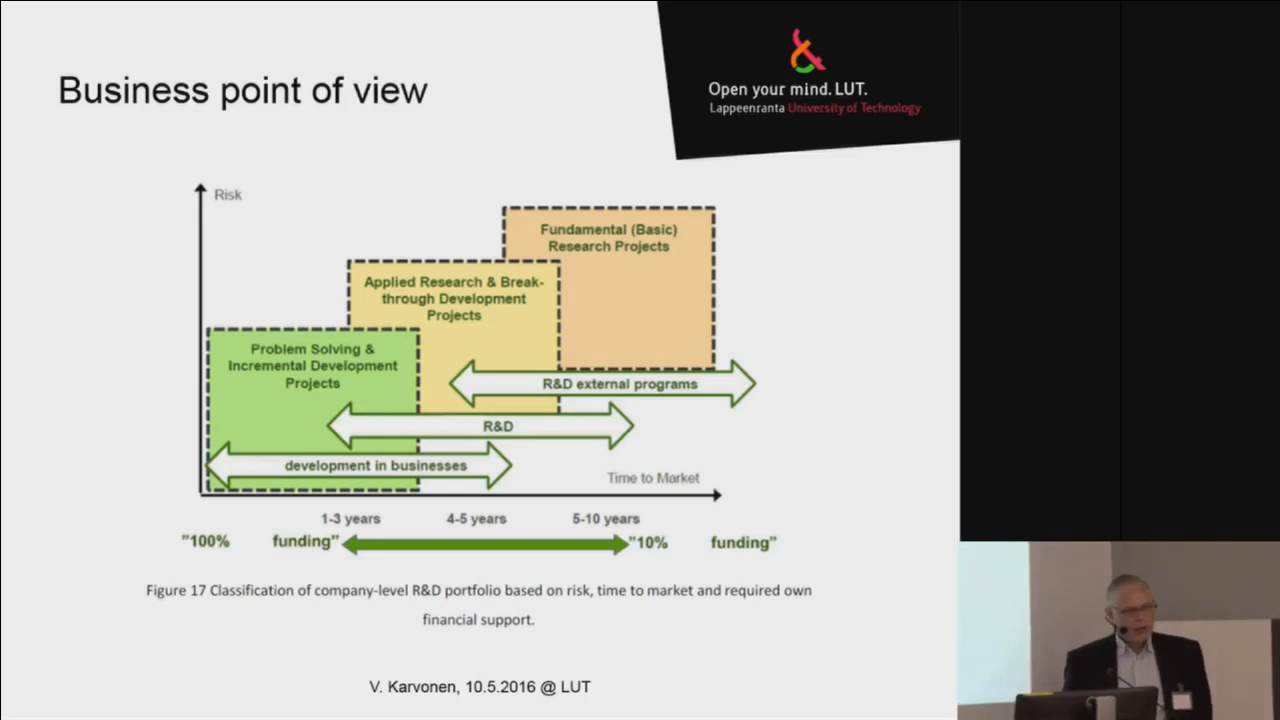 Business point of view
Open your mind. LUT.
Lappeenranta University of Technology
Risk
Fundamental (Basic)
Research Projects
Applied Research & Break-
through Development
Projects
Problem Solving &
Incremental Development
Projects
R&D external programs
R&D
development in businesses
Time to Market
1-3 years 4-5 years 5-10 years
"100% funding" "10% funding"
Figure 17 Classification of company-level R&D portfolio based on risk, time to market and required own
financial support.
V. Karvonen, 10.5.2016 @ LUT